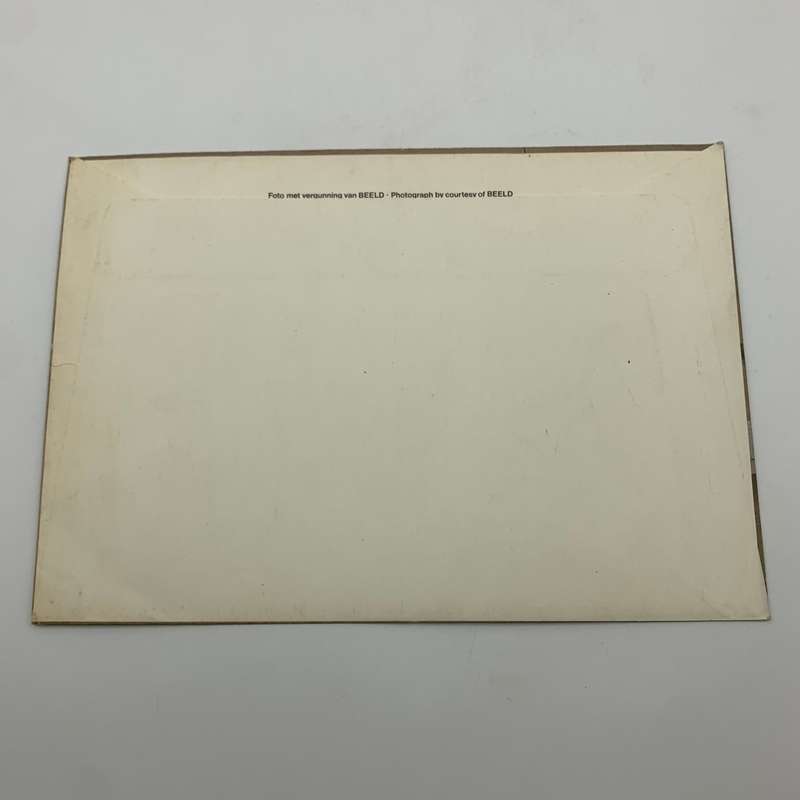 Foto met vergunning van BEELD - Photograph by courtesy of BEELD